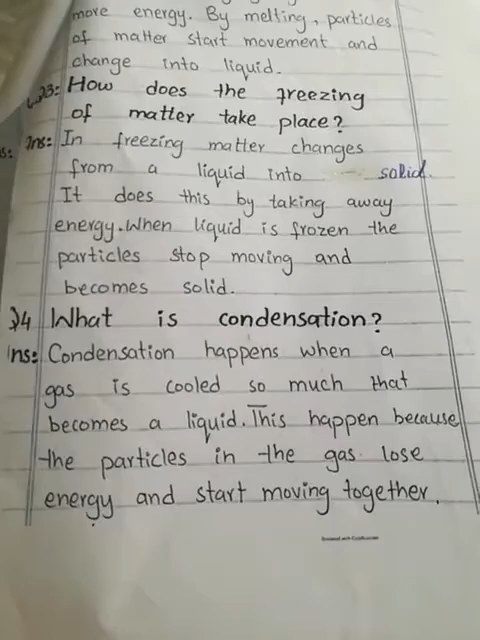 more energy. By melting, particles
of matter start movement and
change into liquid.
Q3: How does the freezing
of matter take place?
Ans: In freezing matter changes
from a liquid into solid.
It does this by taking away
energy. When liquid is frozen the
particles stop moving and
becomes solid.
Q4 What is condensation?
Ans: Condensation happens when a
gas is cooled so much that
becomes a liquid. This happen because
the particles in the gas lose
energy and start moving together.